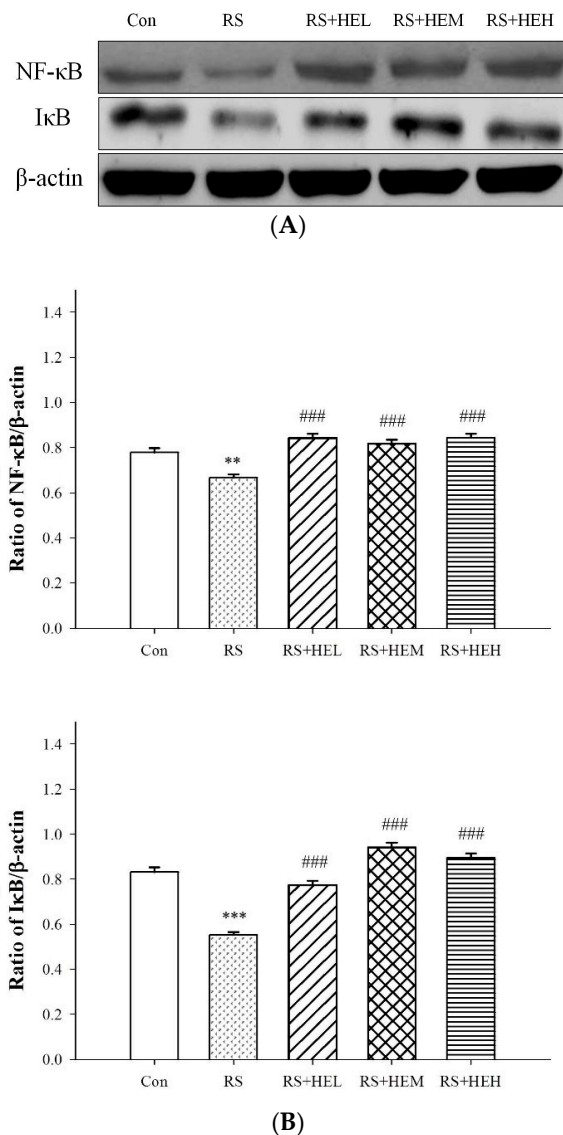 Con RS RS+HEL RS+HEM RS+HEH
NF-κB
IκB
β-actin
(A)
Ratio of NF-κB/β-actin
1.4
1.2
1.0
0.8
0.6
0.4
0.2
0.0
**
###
###
###
Con RS RS+HEL RS+HEM RS+HEH
Ratio of IκB/β-actin
1.4
1.2
1.0
0.8
0.6
0.4
0.2
0.0
***
###
###
###
Con RS RS+HEL RS+HEM RS+HEH
(B)